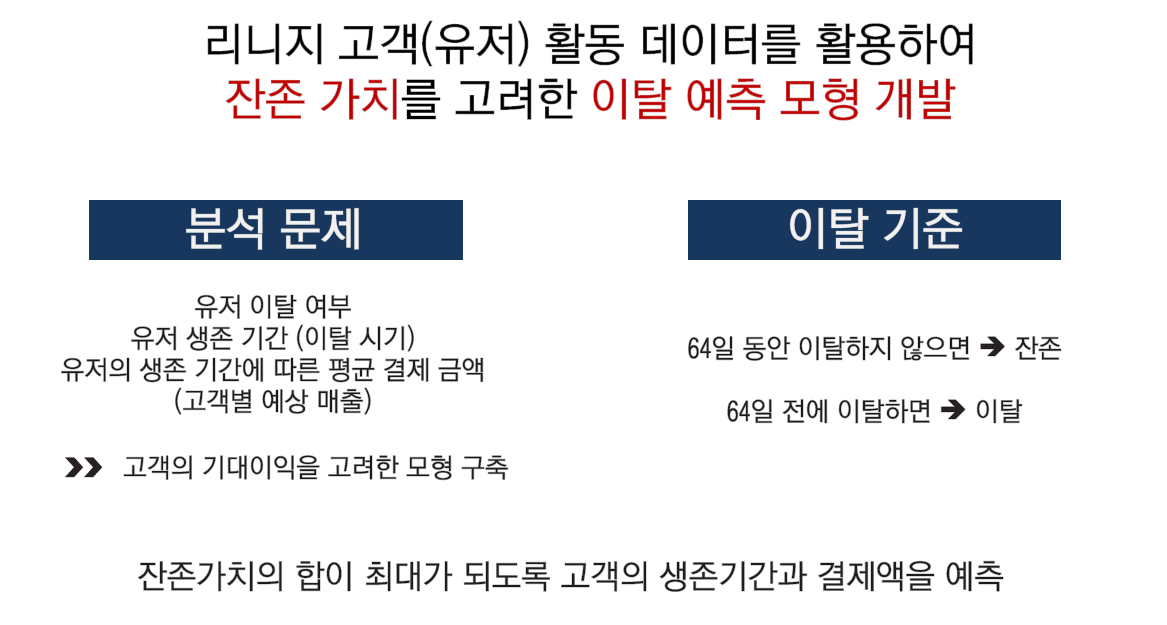 리니지 고객(유저) 활동 데이터를 활용하여
잔존 가치를 고려한 이탈 예측 모형 개발
분석 문제
유저 이탈 여부
유저 생존 기간 (이탈 시기)
유저의 생존 기간에 따른 평균 결제 금액
(고객별 예상 매출)
고객의 기대이익을 고려한 모형 구축
이탈 기준
64일 동안 이탈하지 않으면 ➔ 잔존
64일 전에 이탈하면 ➔ 이탈
잔존가치의 합이 최대가 되도록 고객의 생존기간과 결제액을 예측